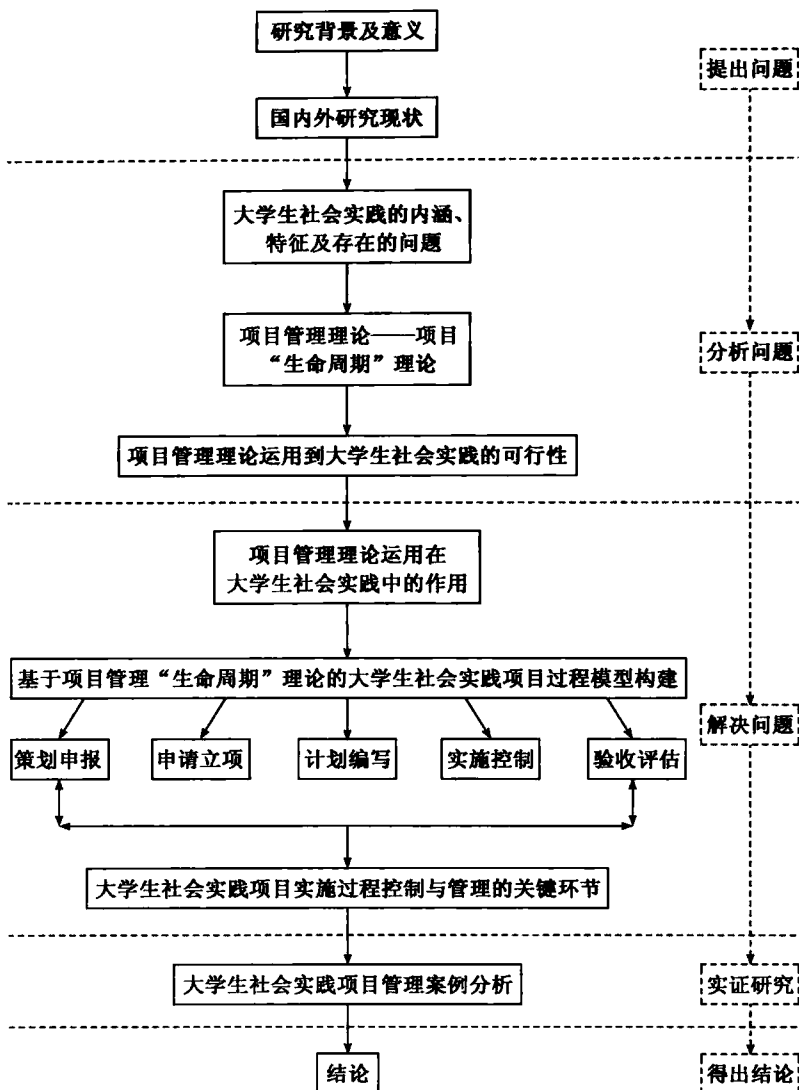 研究背景及意义
提出问题
国内外研究现状
大学生社会实践的内涵、
特征及存在的问题
项目管理理论——项目
“生命周期”理论
分析问题
项目管理理论运用到大学生社会实践的可行性
项目管理理论运用在
大学生社会实践中的作用
基于项目管理“生命周期”理论的大学生社会实践项目过程模型构建
解决问题
策划申报
申请立项
计划编写
实施控制
验收评估
大学生社会实践项目实施过程控制与管理的关键环节
大学生社会实践项目管理案例分析
实证研究
结论
得出结论